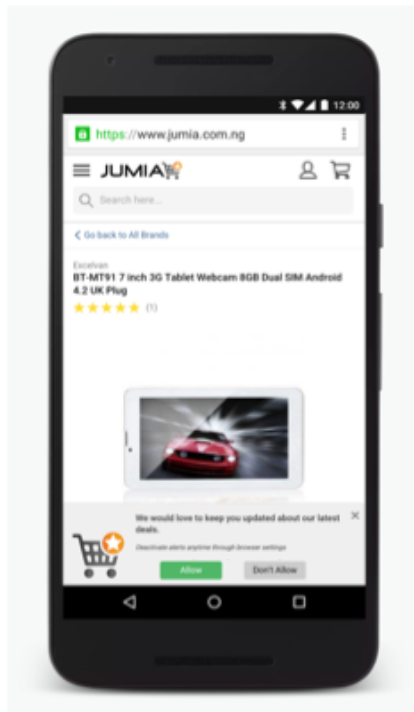 12:00
https://www.jumia.com.ng
JUMIA
Search here...
Go back to All Brands
Excelvan
BT-MT91 7 inch 3G Tablet Webcam 8GB Dual SIM Android
4.2 UK Plug
(1)
We would love to keep you updated about our latest
deals.
Deactivate alerts anytime through browser settings
Allow
Don't Allow